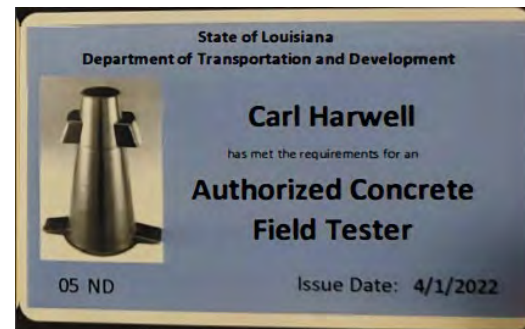 State of Louisiana
Department of Transportation and Development
Carl Harwell
has met the requirements for an
Authorized Concrete
Field Tester
05 ND
Issue Date: 4/1/2022